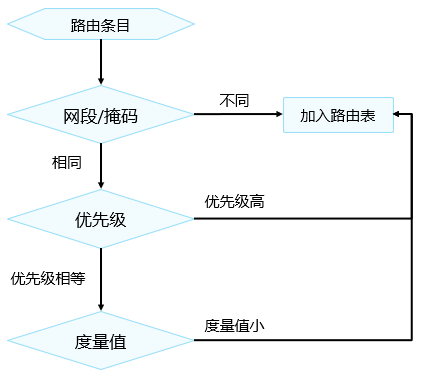 路由条目
网段/掩码
不同
加入路由表
相同
优先级
优先级高
优先级相等
度量值
度量值小